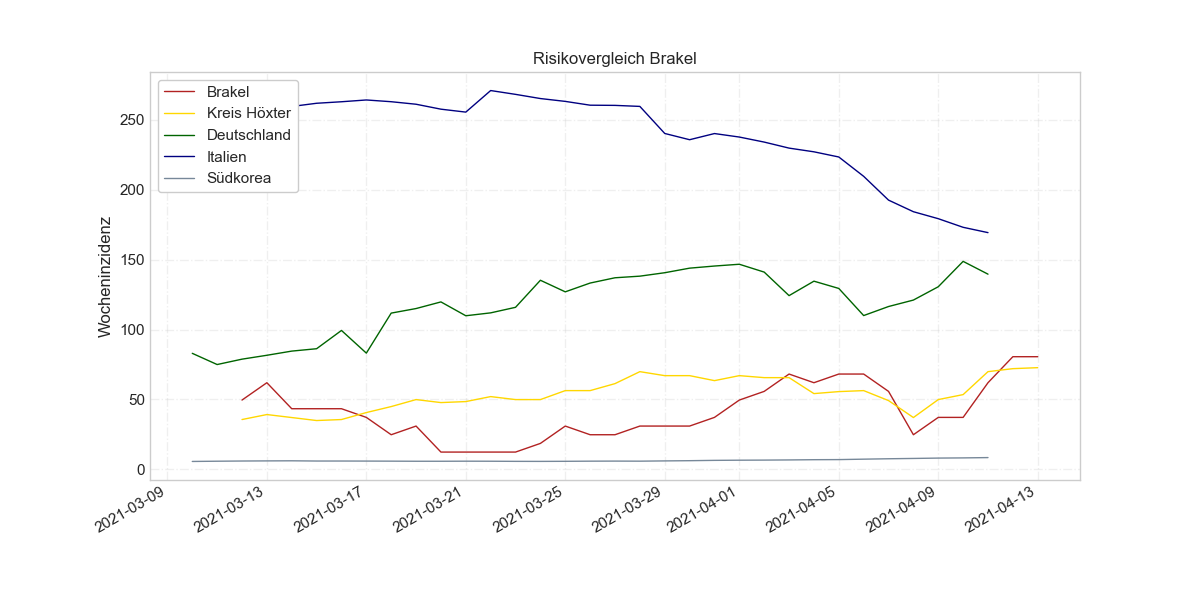 Risikovergleich Brakel
Brakel
Kreis Höxter
Deutschland
Italien
Südkorea
Wocheninzidenz
250
200
150
100
50
0
2021-03-09
2021-03-13
2021-03-17
2021-03-21
2021-03-25
2021-03-29
2021-04-01
2021-04-05
2021-04-09
2021-04-13